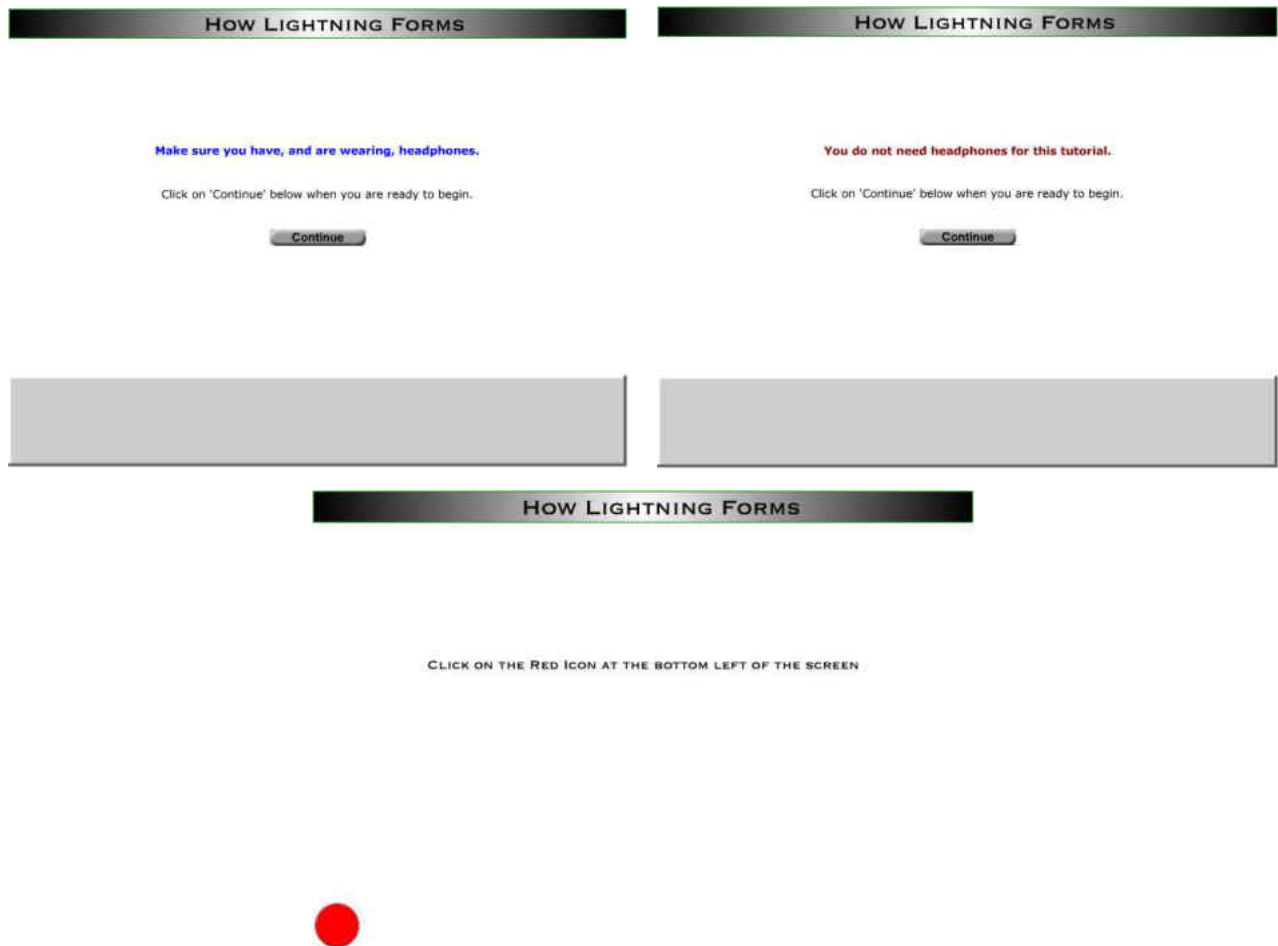 How Lightning Forms
Make sure you have, and are wearing, headphones.
Click on 'Continue' below when you are ready to begin.
Continue
How Lightning Forms
You do not need headphones for this tutorial.
Click on 'Continue' below when you are ready to begin.
Continue
How Lightning Forms
Click on the Red Icon at the bottom left of the screen